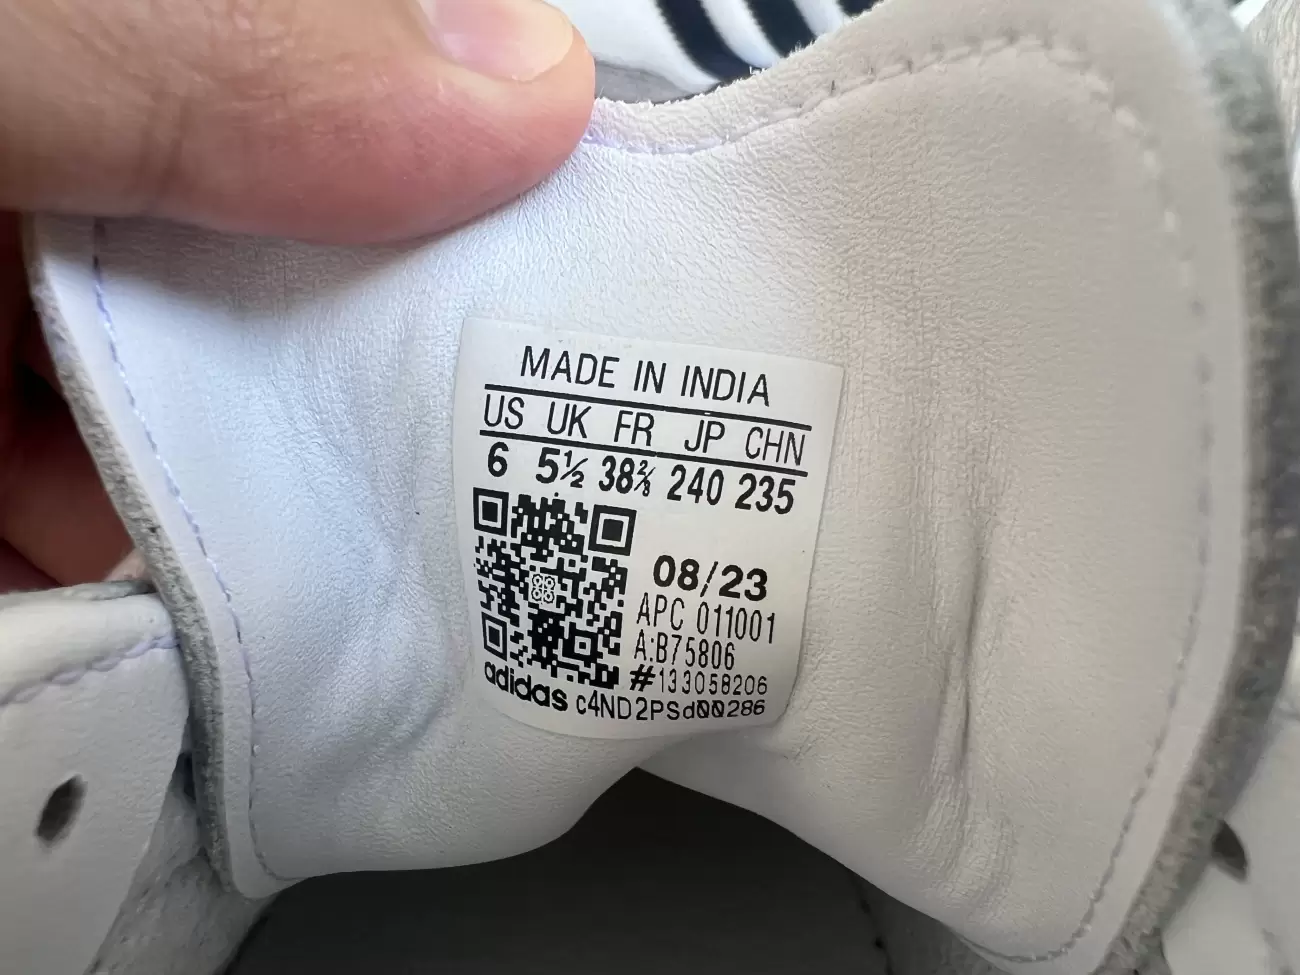 MADE IN INDIA
US UK FR JP CHN
6 5½ 38⅔ 240 235
08/23
APC 011001
A:B75806
#133058206
adidas c4ND2PSd00286